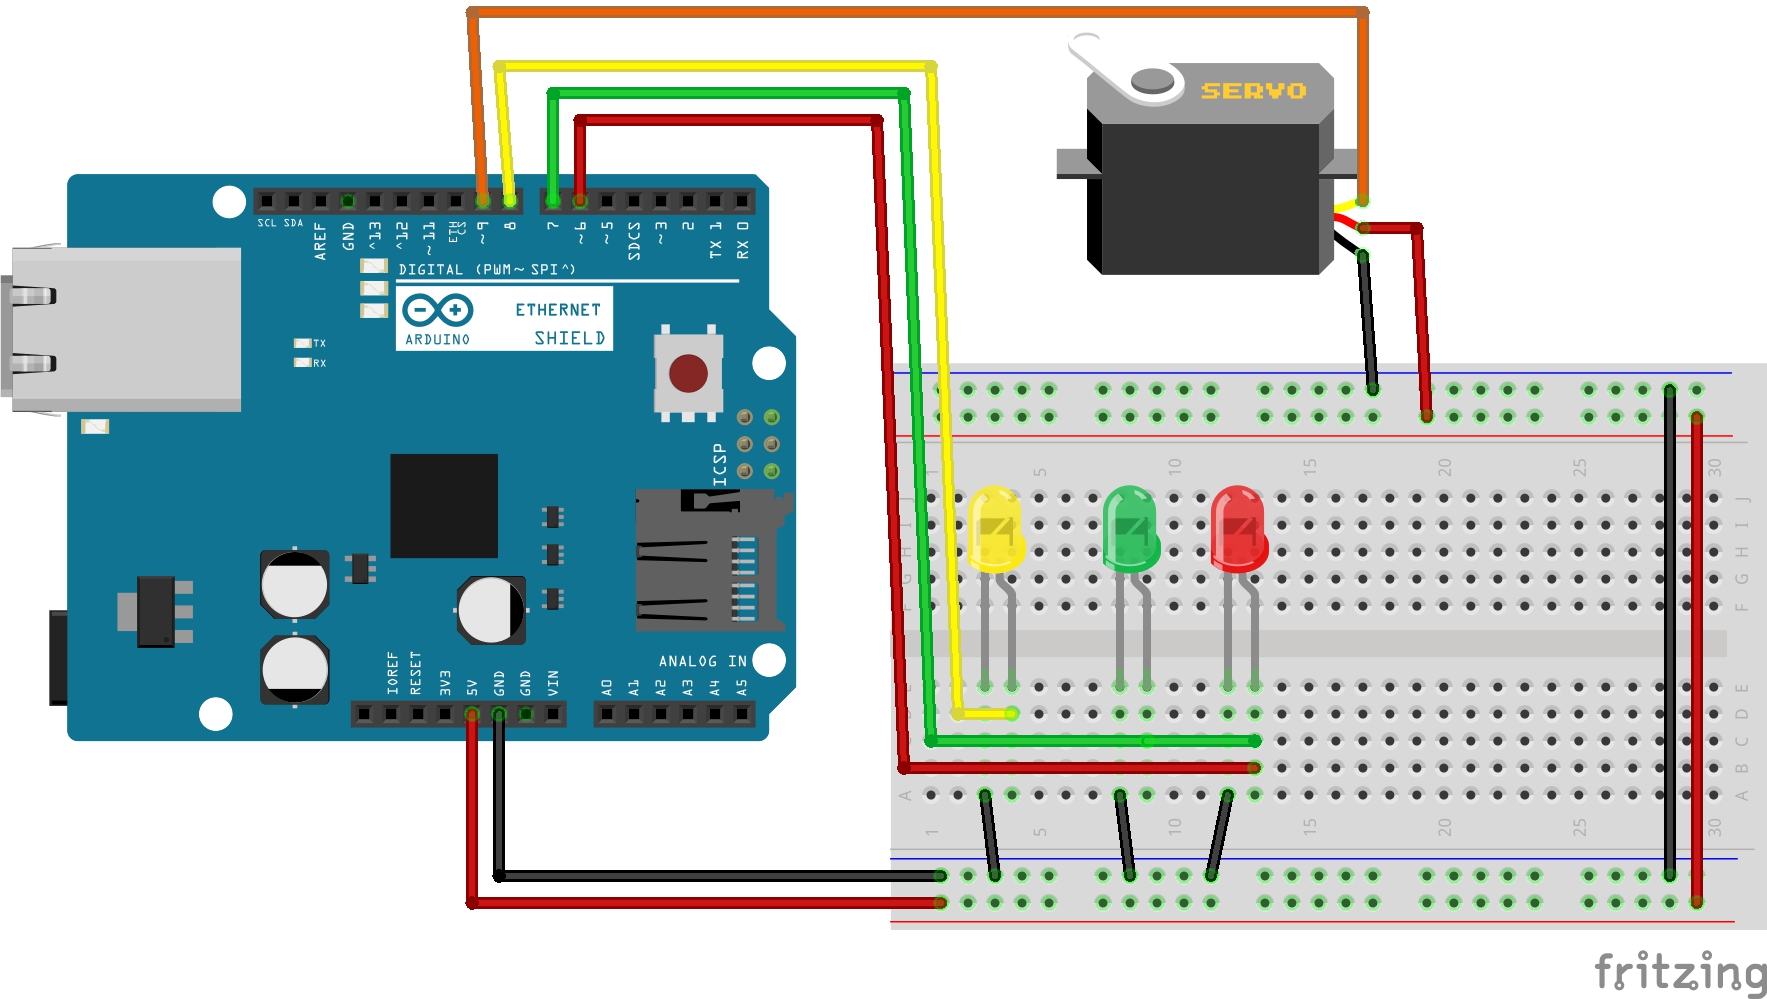 SERVO
SCL SDA
AREF
GND
^13
^12
~11
ETH
CS
~9
8
7
~6
~5
SDCS
~3
2
TX 1
RX 0
DIGITAL (PWM~ SPI^)
ETHERNET
SHIELD
ARDUINO
TX
RX
ICSP
ANALOG IN
IOREF
RESET
3V3
5V
GND
GND
VIN
A0
A1
A2
A3
A4
A5
1 5 10 15 20 25 30
J J
I I
H H
G G
F F
E
D
C
B
A A
1 5 10 15 20 25 30
fritzing